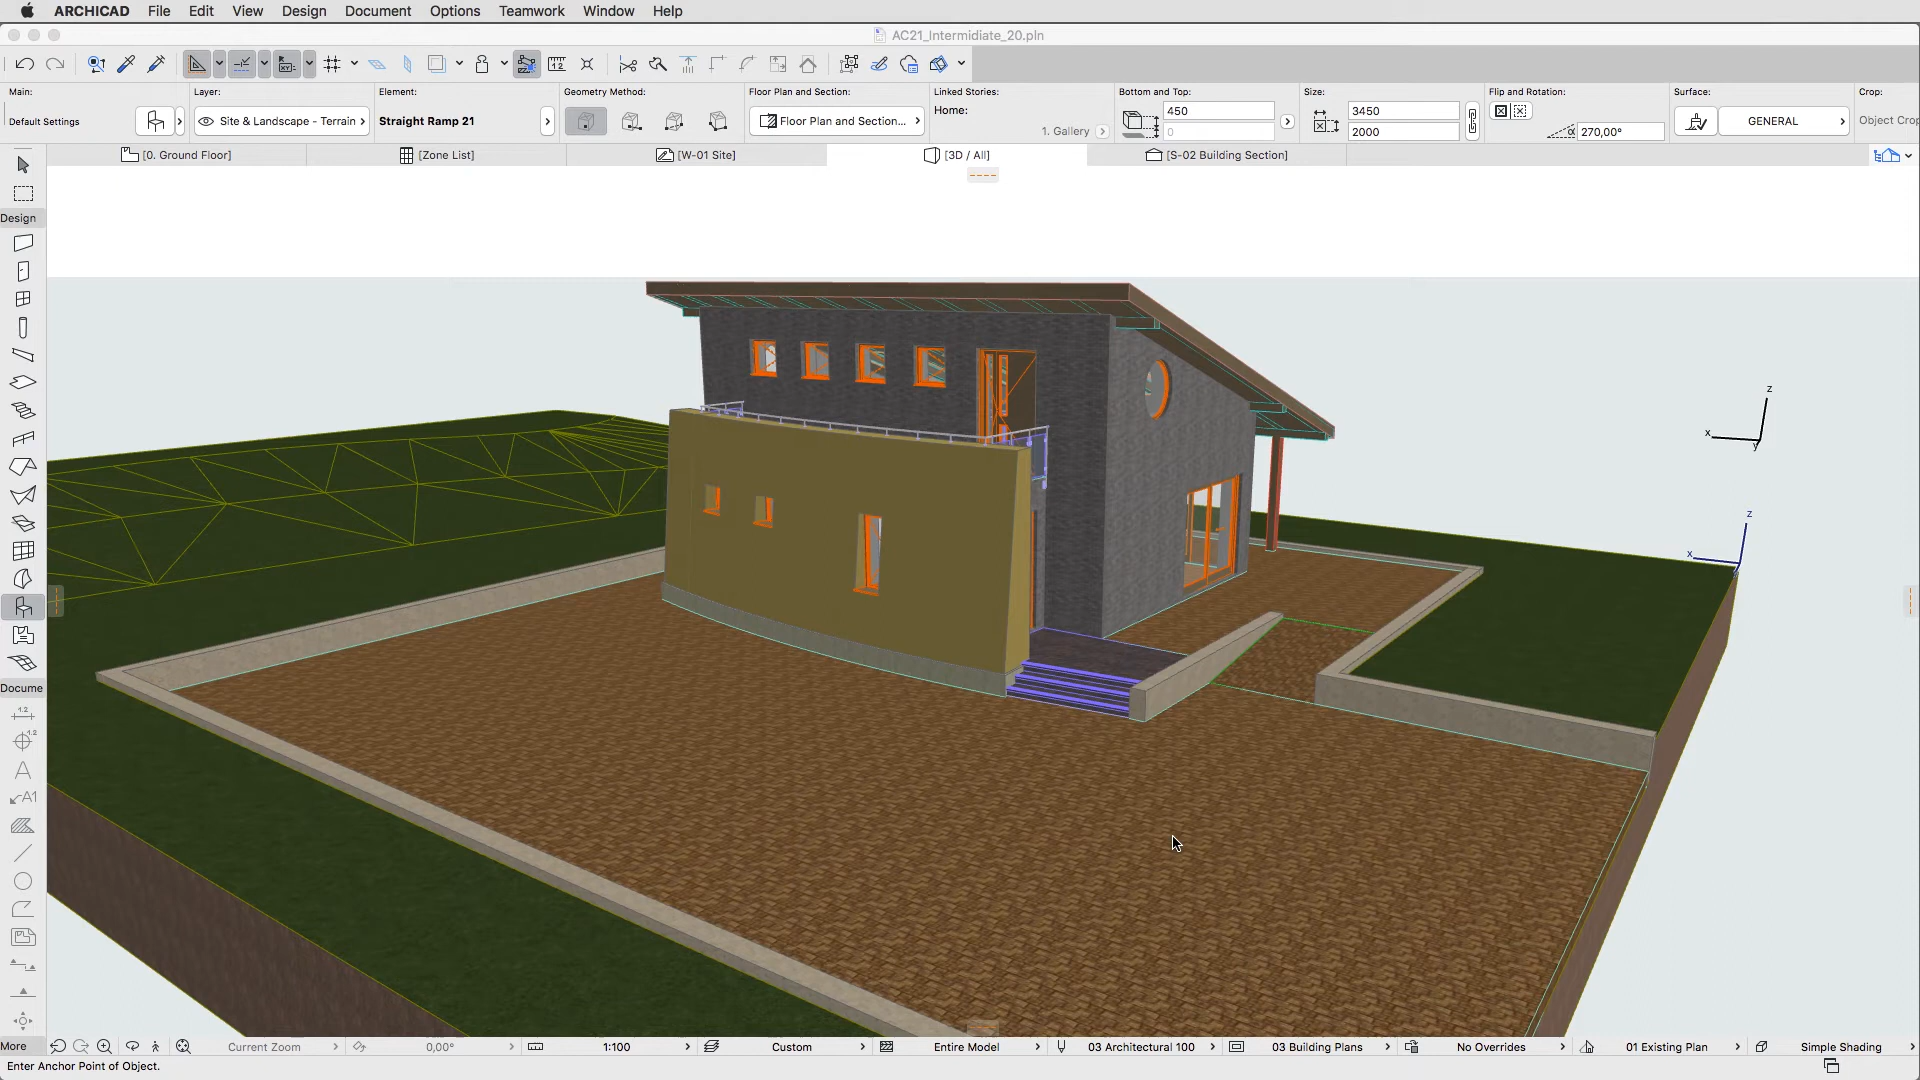 ARCHICAD File Edit View Design Document Options Teamwork Window Help
AC21_Intermidiate_20.pln
Main: Layer: Element: Geometry Method: Floor Plan and Section: Linked Stories: Bottom and Top: Size: Flip and Rotation: Surface: Crop:
Home: 450 3450
Default Settings Site & Landscape - Terrain Straight Ramp 21 Floor Plan and Section... GENERAL Object Crop
1. Gallery 0 2000 α 270,00°
[0. Ground Floor] [Zone List] [W-01 Site] [3D / All] [S-02 Building Section]
Design
z
x
y
z
x
Docume
1.2
1.2
A
A1
More Current Zoom 0,00° 1:100 Custom Entire Model 03 Architectural 100 03 Building Plans No Overrides 01 Existing Plan Simple Shading
Enter Anchor Point of Object.